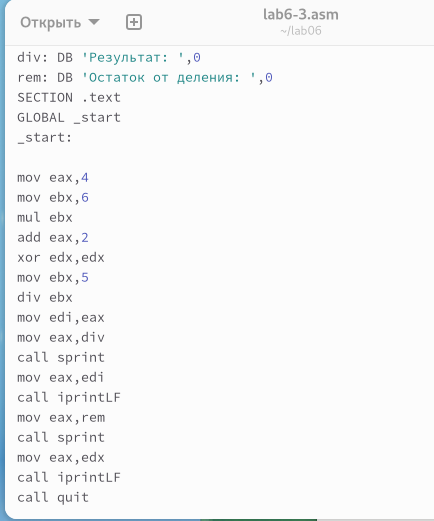 Открыть
lab6-3.asm
~/lab06
div: DB 'Результат: ',0
rem: DB 'Остаток от деления: ',0
SECTION .text
GLOBAL _start
_start:
mov eax,4
mov ebx,6
mul ebx
add eax,2
xor edx,edx
mov ebx,5
div ebx
mov edi,eax
mov eax,div
call sprint
mov eax,edi
call iprintLF
mov eax,rem
call sprint
mov eax,edx
call iprintLF
call quit